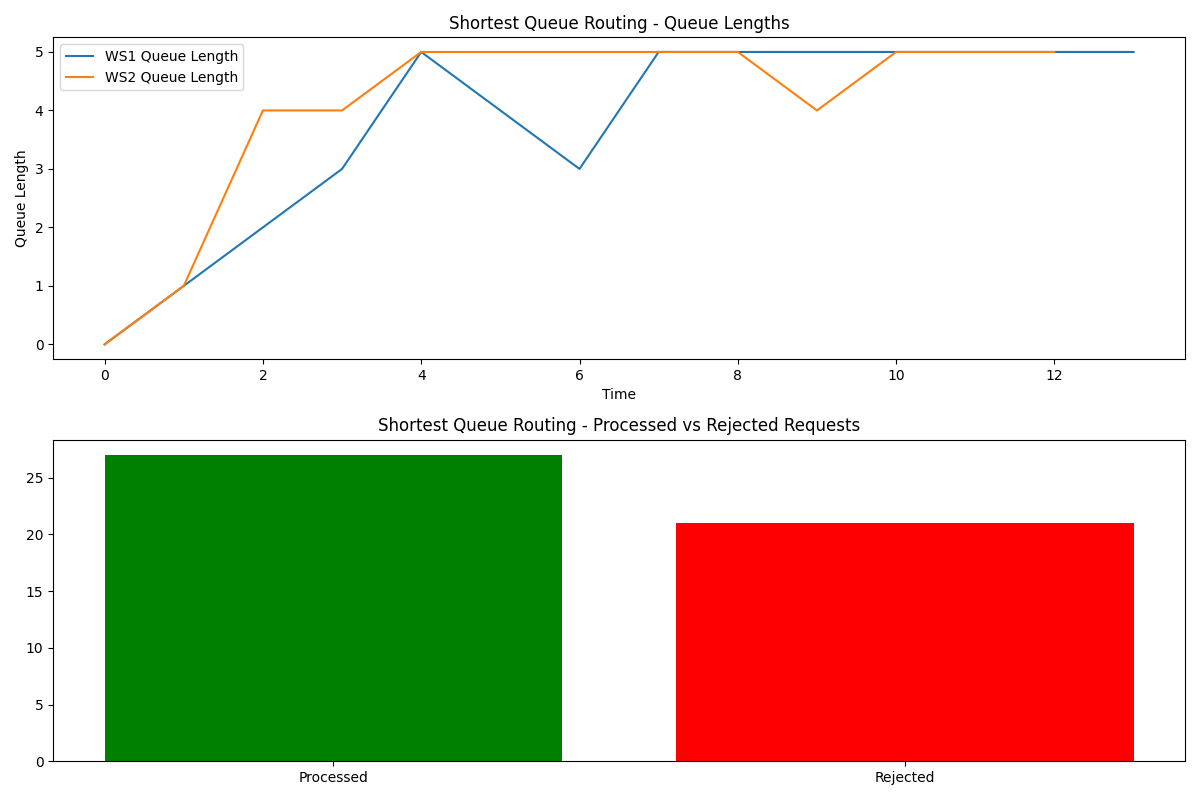 Shortest Queue Routing - Queue Lengths
WS1 Queue Length
WS2 Queue Length
5
4
3
2
1
0
Queue Length
0 2 4 6 8 10 12
Time
Shortest Queue Routing - Processed vs Rejected Requests
25
20
15
10
5
0
Processed Rejected